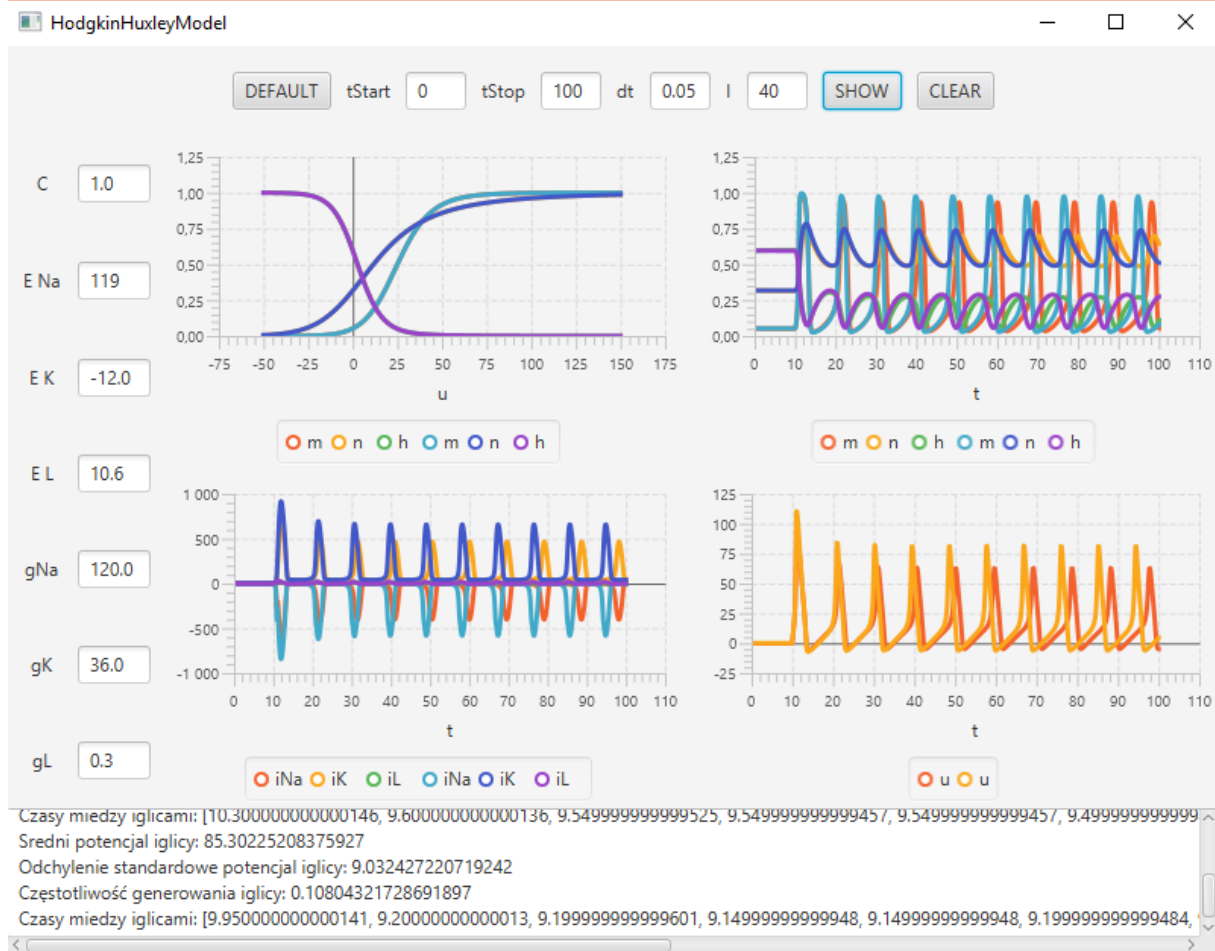 HodgkinHuxleyModel
DEFAULT tStart 0 tStop 100 dt 0.05 I 40 SHOW CLEAR
C 1.0
E Na 119
E K -12.0
E L 10.6
gNa 120.0
gK 36.0
gL 0.3
1,25
1,00
0,75
0,50
0,25
0,00
-75 -50 -25 0 25 50 75 100 125 150 175
u
m n h m n h
1,25
1,00
0,75
0,50
0,25
0,00
0 10 20 30 40 50 60 70 80 90 100 110
t
m n h m n h
1 000
500
0
-500
-1 000
0 10 20 30 40 50 60 70 80 90 100 110
t
iNa iK iL iNa iK iL
125
100
75
50
25
0
-25
0 10 20 30 40 50 60 70 80 90 100 110
t
u u
Czasy miedzy iglicami: [10.300000000000146, 9.600000000000136, 9.549999999999525, 9.549999999999457, 9.549999999999457, 9.499999999999
Sredni potencjal iglicy: 85.30225208375927
Odchylenie standardowe potencjal iglicy: 9.032427220719242
Częstotliwość generowania iglicy: 0.10804321728691897
Czasy miedzy iglicami: [9.950000000000141, 9.20000000000013, 9.199999999999601, 9.14999999999948, 9.14999999999948, 9.199999999999484,